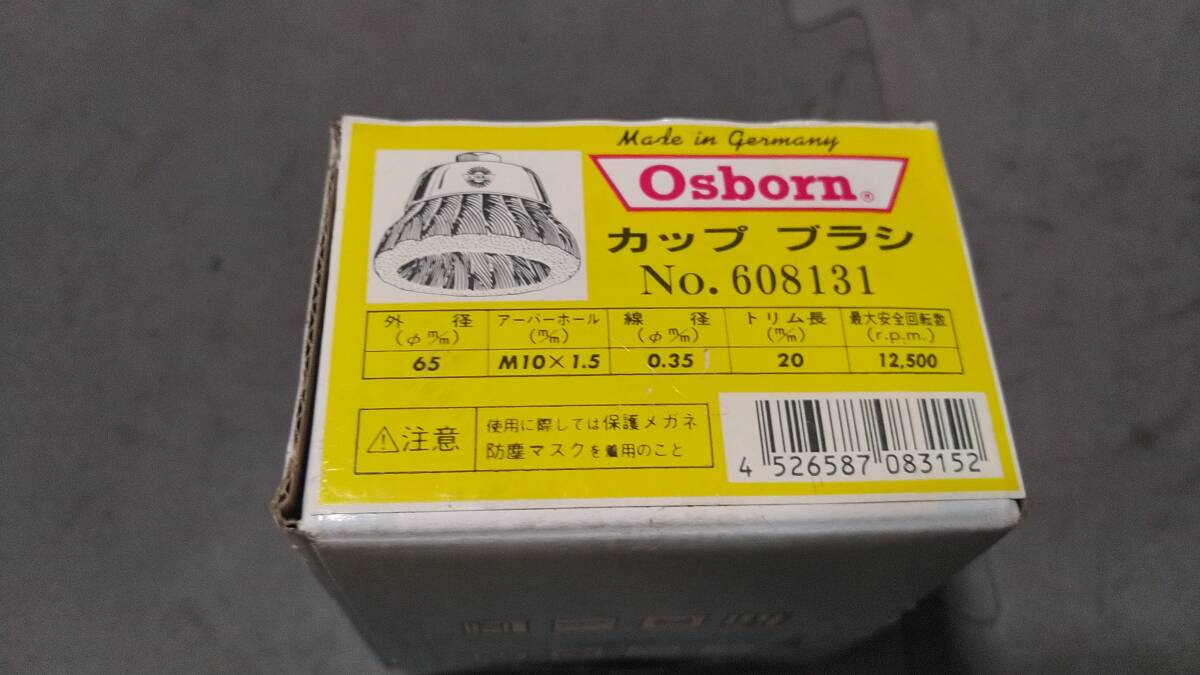 Made in Germany
Osborn®
カップ ブラシ
No. 608131
外 径 アーバーホール 線 径 トリム長 最大安全回転数
(φ m/m) (m/m) (φ m/m) (m/m) (r.p.m.)
65 M10×1.5 0.35 20 12,500
⚠注意
使用に際しては保護メガネ
防塵マスクを着用のこと
4 526587 083152